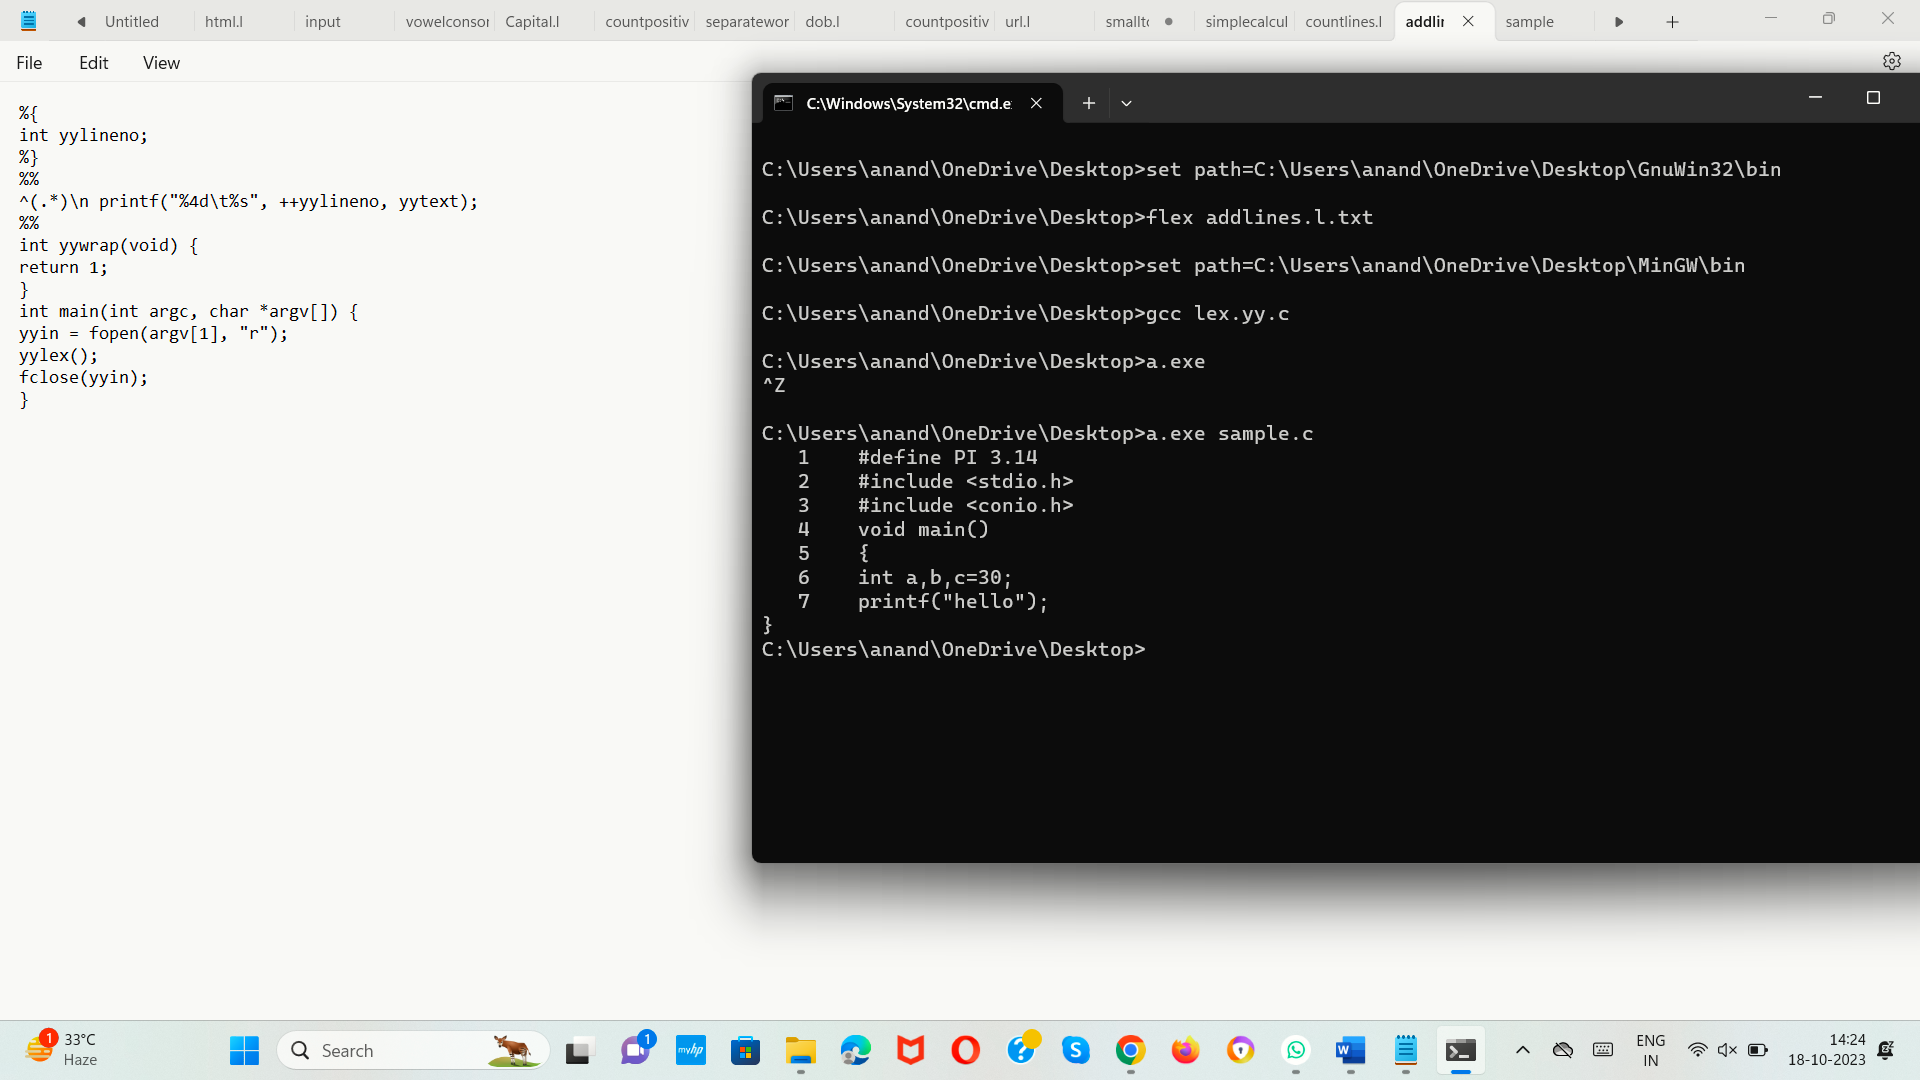 Untitled html.l input vowelconsor Capital.l countpositiv separatewor dob.l countpositiv url.l smallt simplecalcul countlines.l addlir sample
File Edit View
%{
int yylineno;
%}
%%
^(.*)\n printf("%4d\t%s", ++yylineno, yytext);
%%
int yywrap(void) {
return 1;
}
int main(int argc, char *argv[]) {
yyin = fopen(argv[1], "r");
yylex();
fclose(yyin);
}
C:\Windows\System32\cmd.e
C:\Users\anand\OneDrive\Desktop>set path=C:\Users\anand\OneDrive\Desktop\GnuWin32\bin
C:\Users\anand\OneDrive\Desktop>flex addlines.l.txt
C:\Users\anand\OneDrive\Desktop>set path=C:\Users\anand\OneDrive\Desktop\MinGW\bin
C:\Users\anand\OneDrive\Desktop>gcc lex.yy.c
C:\Users\anand\OneDrive\Desktop>a.exe
^Z
C:\Users\anand\OneDrive\Desktop>a.exe sample.c
1 #define PI 3.14
2 #include <stdio.h>
3 #include <conio.h>
4 void main()
5 {
6 int a,b,c=30;
7 printf("hello");
}
C:\Users\anand\OneDrive\Desktop>
1 33°C
Haze
Search
1
myhp
ENG
IN
14:24
18-10-2023